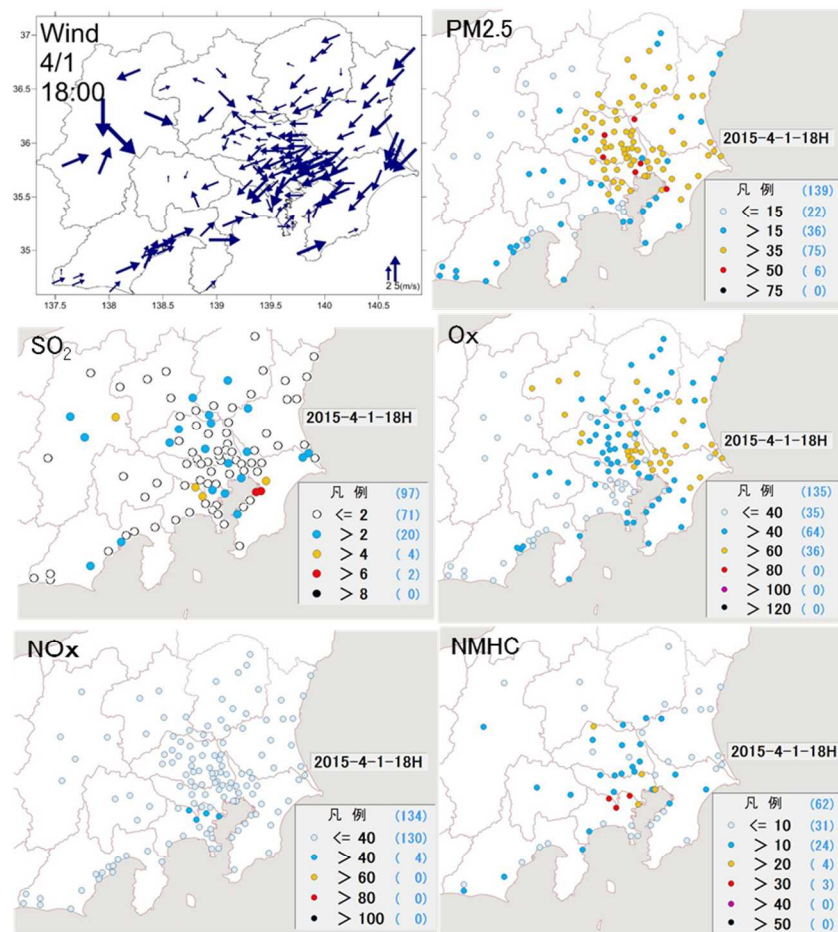 Wind
4/1
18:00
37
36.5
36
35.5
35
137.5 138 138.5 139 139.5 140 140.5
2 5(m/s)
PM2.5
2015-4-1-18H
凡 例 (139)
<= 15 (22)
> 15 (36)
> 35 (75)
> 50 ( 6)
> 75 ( 0)
SO2
2015-4-1-18H
凡 例 (97)
<= 2 (71)
> 2 (20)
> 4 ( 4)
> 6 ( 2)
> 8 ( 0)
Ox
2015-4-1-18H
凡 例 (135)
<= 40 (35)
> 40 (64)
> 60 (36)
> 80 ( 0)
> 100 ( 0)
> 120 ( 0)
NOx
2015-4-1-18H
凡 例 (134)
<= 40 (130)
> 40 ( 4)
> 60 ( 0)
> 80 ( 0)
> 100 ( 0)
NMHC
2015-4-1-18H
凡 例 (62)
<= 10 (31)
> 10 (24)
> 20 ( 4)
> 30 ( 3)
> 40 ( 0)
> 50 ( 0)